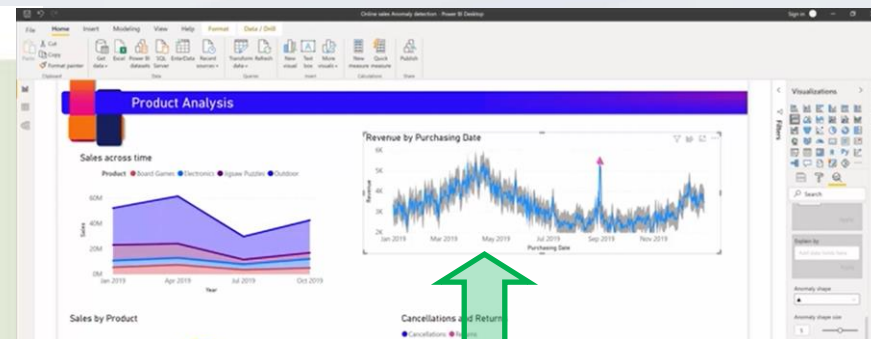 Online sales Anomaly detection - Power BI Desktop
Sign in
File Home Insert Modeling View Help Format Data / Drill
Paste
Cut
Copy
Format painter
Get data
Excel
Power BI datasets
SQL Server
Enter Data
Recent sources
Transform data
Refresh
New visual
Text box
More visuals
New measure
Quick measure
Publish
Clipboard
Data
Queries
Insert
Calculations
Share
Product Analysis
Sales across time
Product Board Games Electronics Jigsaw Puzzles Outdoor
Sales
60M
40M
20M
0M
Jan 2019 Apr 2019 Jul 2019 Oct 2019
Year
Revenue by Purchasing Date
Revenue
6K
5K
4K
3K
2K
Jan 2019 Mar 2019 May 2019 Jul 2019 Sep 2019 Nov 2019
Purchasing Date
Sales by Product
Cancellations and Return
Cancellations Returns
Filters
Visualizations
Search
Explain by
Anomaly shape
Anomaly shape size